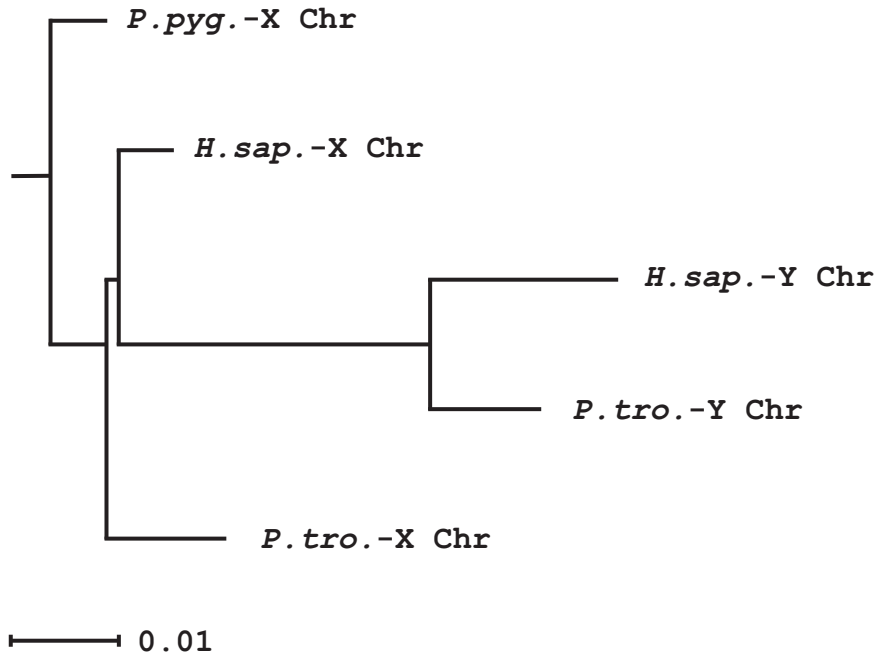 P.pyg.-X Chr
H.sap.-X Chr
H.sap.-Y Chr
P.tro.-Y Chr
P.tro.-X Chr
0.01